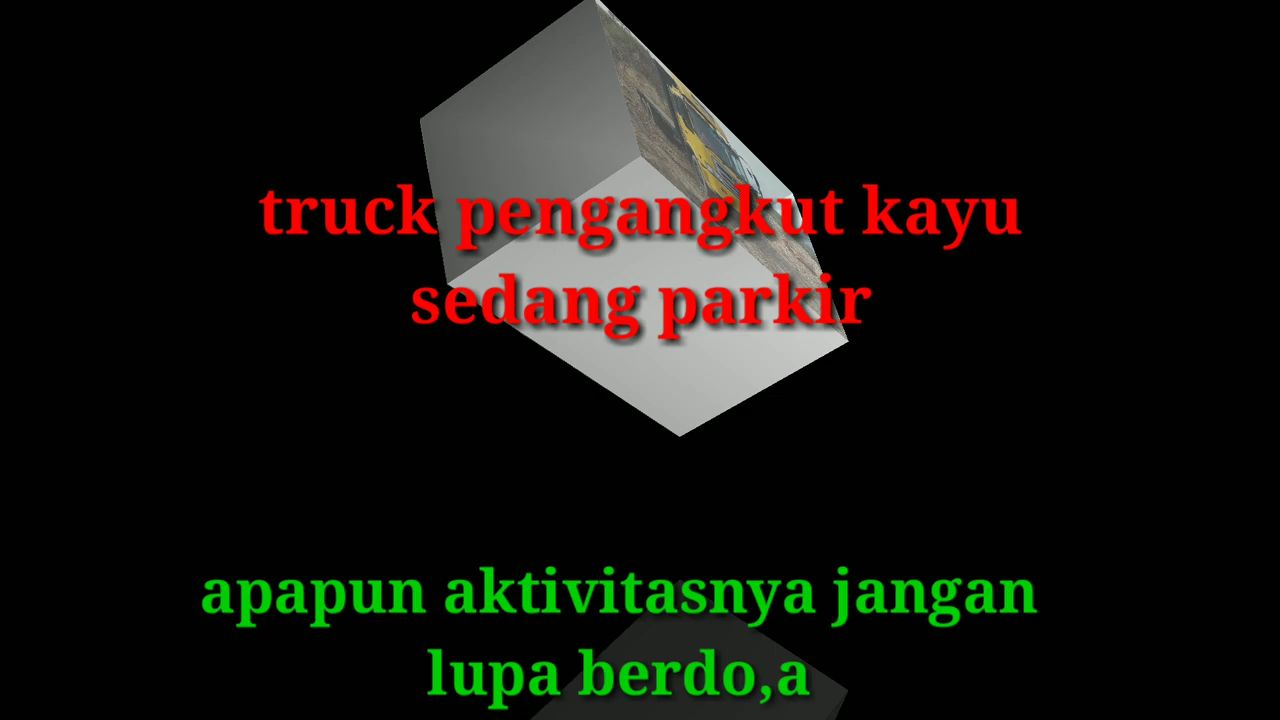 truck pengangkut kayu
sedang parkir
apapun aktivitasnya jangan
lupa berdo,a